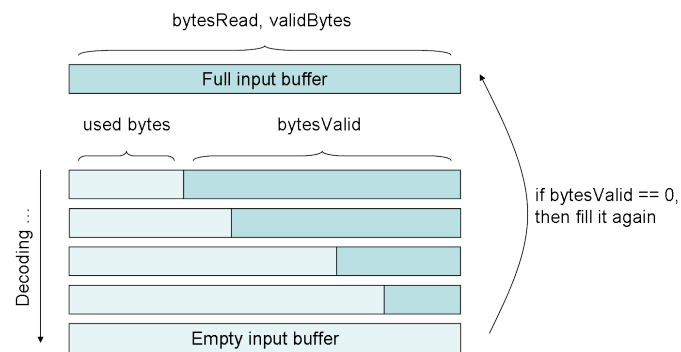 bytesRead, validBytes
Full input buffer
used bytes
bytesValid
if bytesValid == 0,
then fill it again
Decoding ...
Empty input buffer